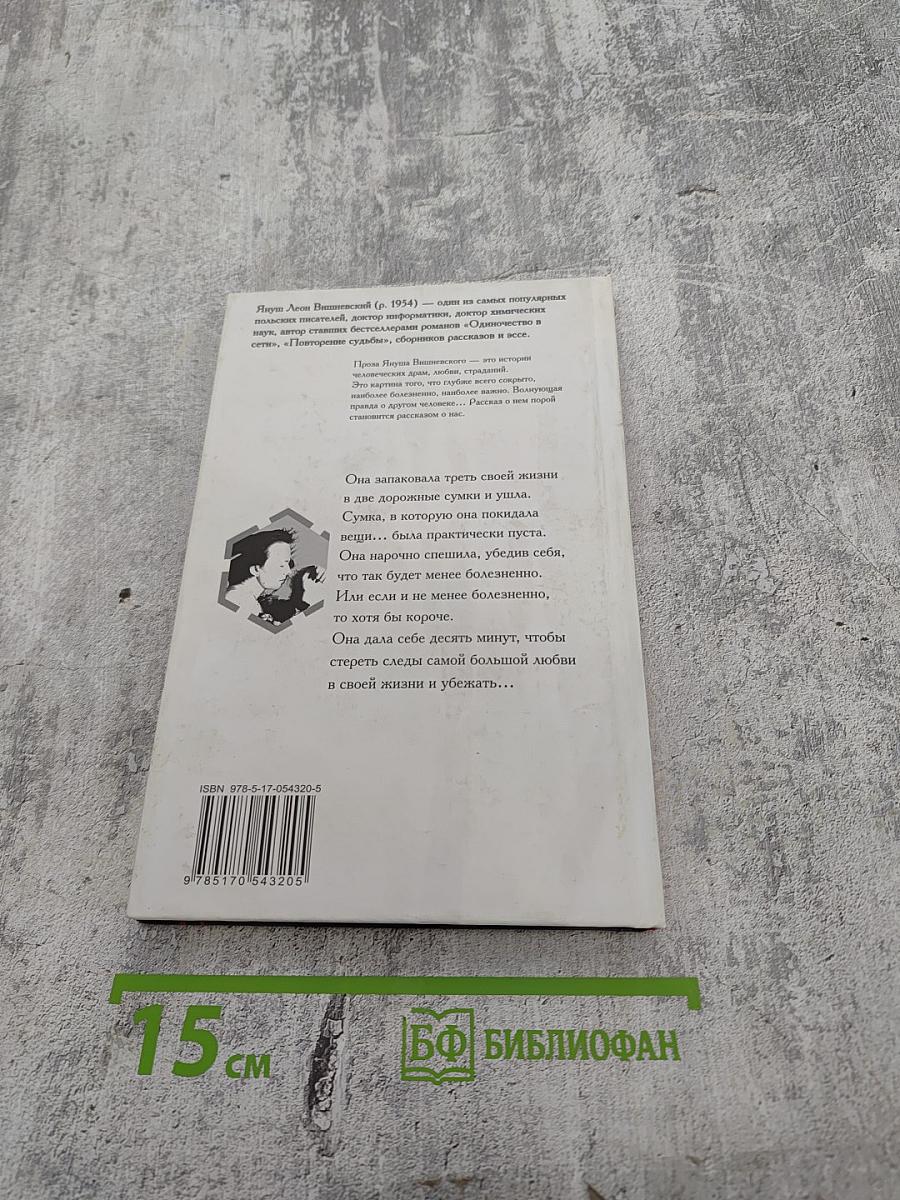 Януш Леон Вишневский (р. 1954) — один из самых популярных
польских писателей, доктор информатики, доктор химических
наук, автор ставших бестселлерами романов «Одиночество в
сети», «Повторение судьбы», сборников рассказов и эссе.
Проза Януша Вишневского — это истории
человеческих драм, любви, страданий.
Это картина того, что глубже всего сокрыто,
наиболее болезненно, наиболее важно. Волнующая
правда о другом человеке... Рассказ о нем порой
становится рассказом о нас.
Она запаковала треть своей жизни
в две дорожные сумки и ушла.
Сумка, в которую она покидала
вещи... была практически пуста.
Она нарочно спешила, убедив себя,
что так будет менее болезненно.
Или если и не менее болезненно,
то хотя бы короче.
Она дала себе десять минут, чтобы
стереть следы самой большой любви
в своей жизни и убежать...
ISBN 978-5-17-054320-5
9 785170 543205
15 см
БФ БИБЛИОФАН